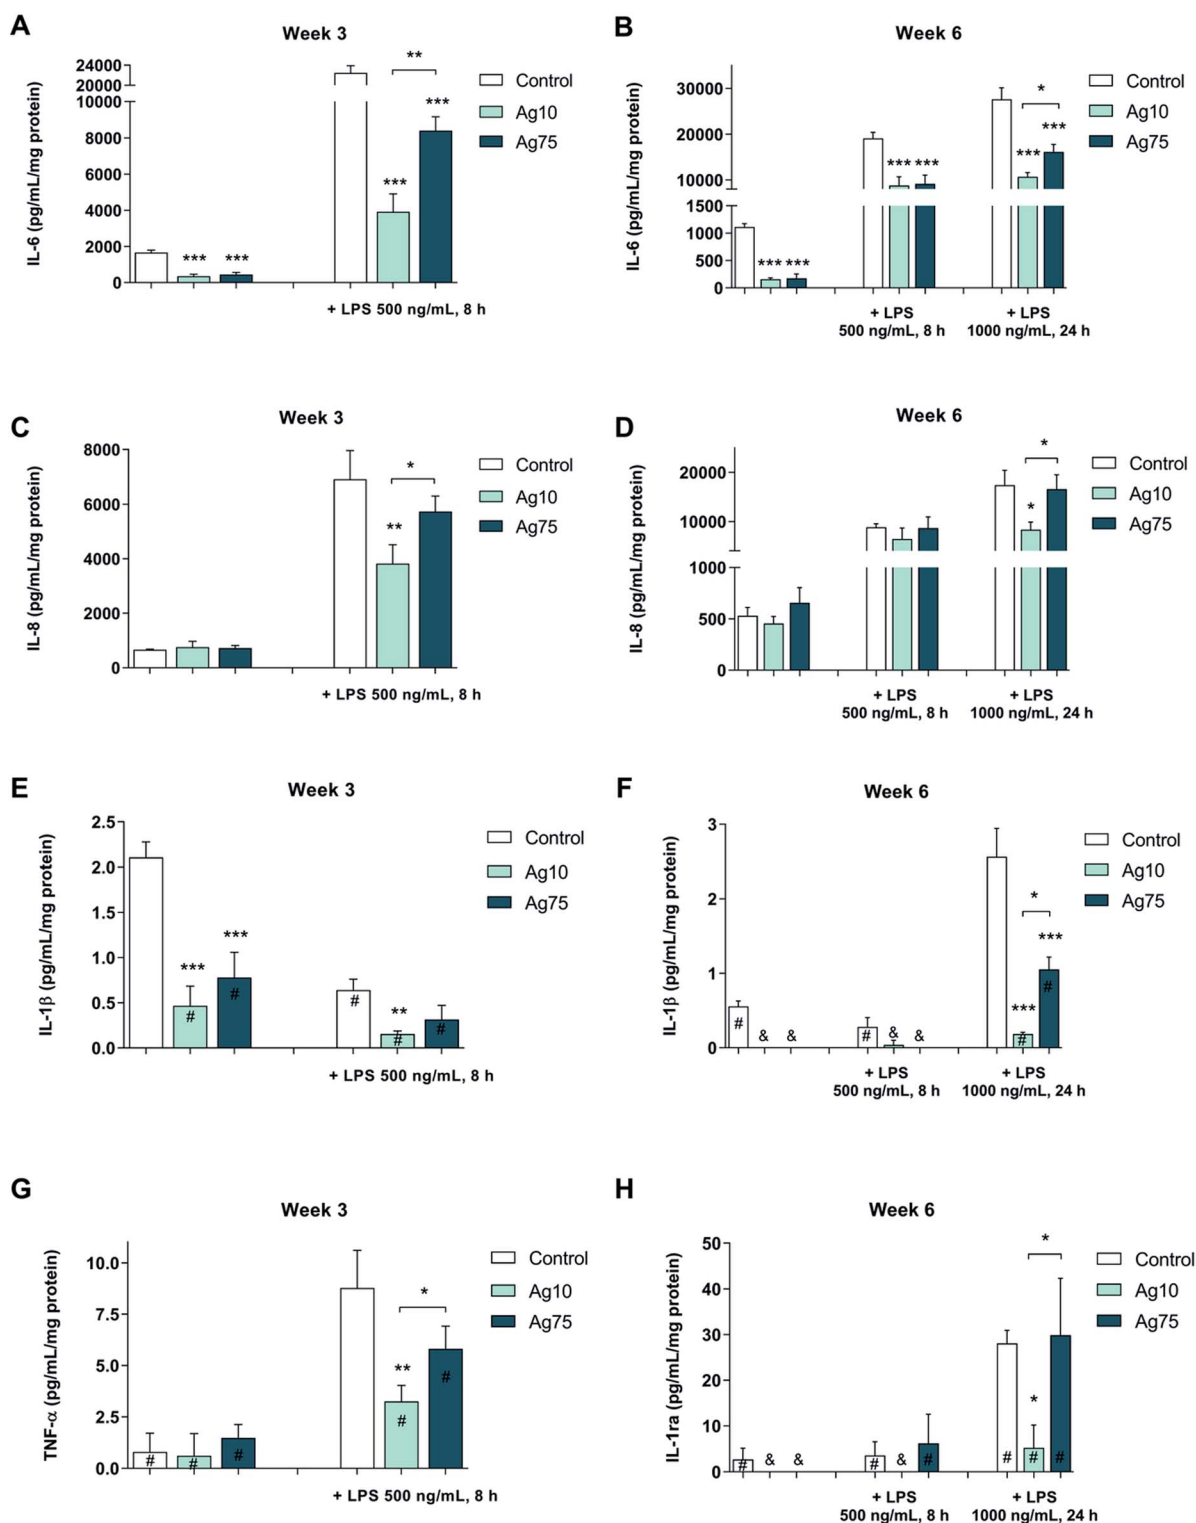 A
Week 3
IL-6 (pg/mL/mg protein)
24000
20000
10000
8000
6000
4000
2000
0
*** ***
***
***
**
+ LPS 500 ng/mL, 8 h
Control
Ag10
Ag75
B
Week 6
IL-6 (pg/mL/mg protein)
30000
20000
10000
1500
1000
500
0
*** ***
*** ***
***
***
*
+ LPS
500 ng/mL, 8 h
+ LPS
1000 ng/mL, 24 h
Control
Ag10
Ag75
C
Week 3
IL-8 (pg/mL/mg protein)
8000
6000
4000
2000
0
**
*
+ LPS 500 ng/mL, 8 h
Control
Ag10
Ag75
D
Week 6
IL-8 (pg/mL/mg protein)
20000
10000
1000
500
0
*
*
+ LPS
500 ng/mL, 8 h
+ LPS
1000 ng/mL, 24 h
Control
Ag10
Ag75
E
Week 3
IL-1β (pg/mL/mg protein)
2.5
2.0
1.5
1.0
0.5
0.0
***
#
***
#
#
**
#
#
+ LPS 500 ng/mL, 8 h
Control
Ag10
Ag75
F
Week 6
IL-1β (pg/mL/mg protein)
3
2
1
0
#
& &
#
& &
***
#
***
#
*
+ LPS
500 ng/mL, 8 h
+ LPS
1000 ng/mL, 24 h
Control
Ag10
Ag75
G
Week 3
TNF-α (pg/mL/mg protein)
10.0
7.5
5.0
2.5
0.0
# # #
**
#
#
*
+ LPS 500 ng/mL, 8 h
Control
Ag10
Ag75
H
Week 6
IL-1ra (pg/mL/mg protein)
50
40
30
20
10
0
# & &
# & #
*
*
# # #
+ LPS
500 ng/mL, 8 h
+ LPS
1000 ng/mL, 24 h
Control
Ag10
Ag75